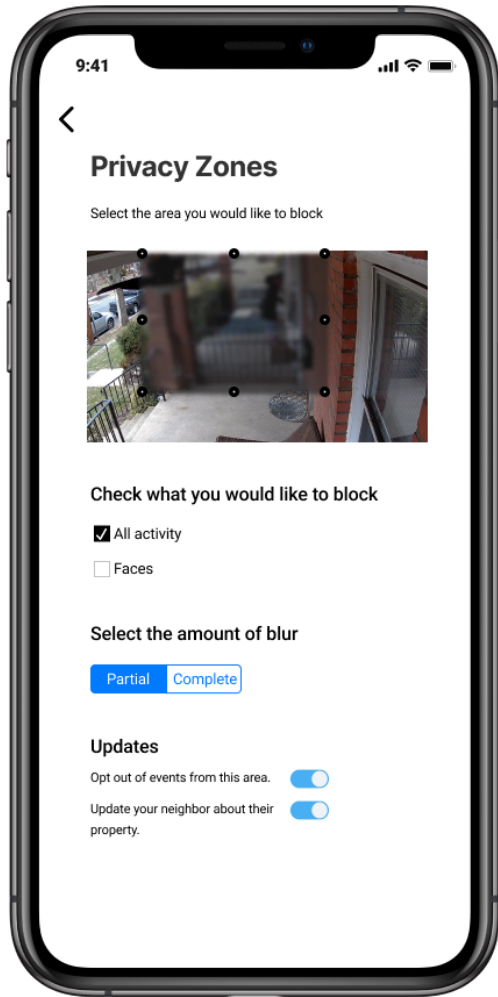 9:41
Privacy Zones
Select the area you would like to block
Check what you would like to block
All activity
Faces
Select the amount of blur
Partial Complete
Updates
Opt out of events from this area.
Update your neighbor about their
property.